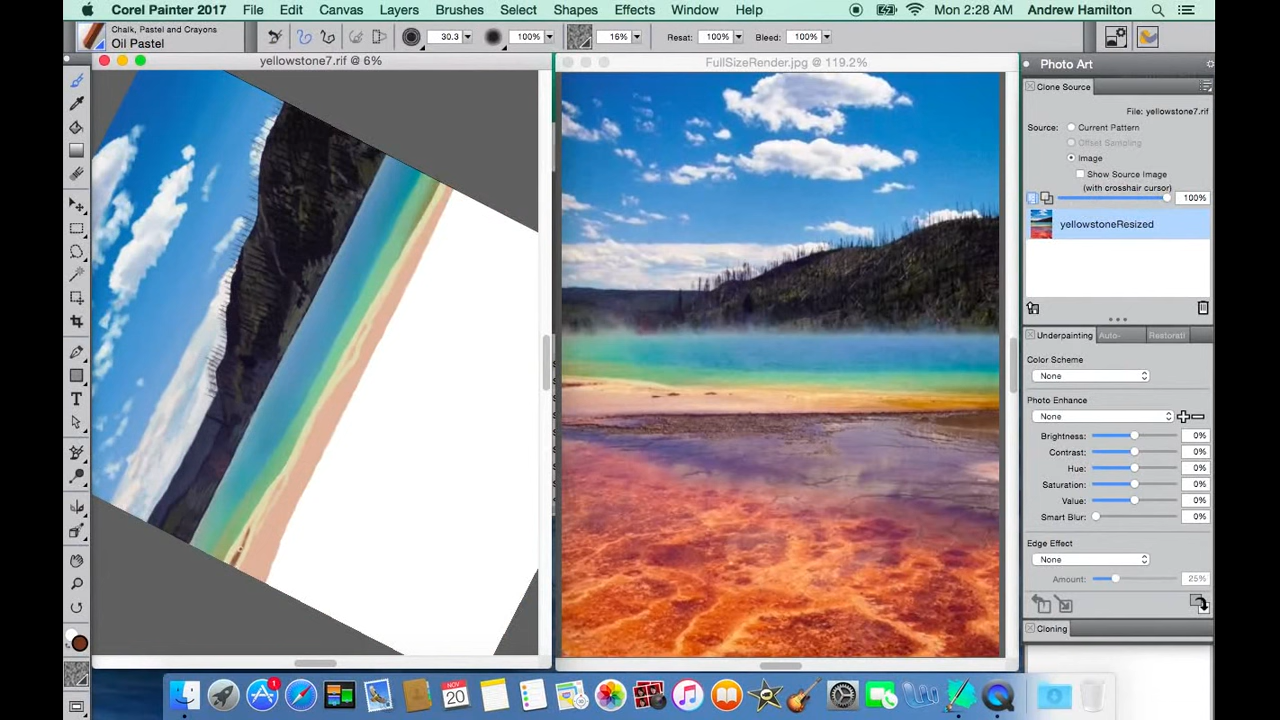 Corel Painter 2017 File Edit Canvas Layers Brushes Select Shapes Effects Window Help Mon 2:28 AM Andrew Hamilton
Chalk, Pastel and Crayons
Oil Pastel
30.3 100% 16% Resat: 100% Bleed: 100%
yellowstone7.rif @ 6%
FullSizeRender.jpg @ 119.2%
Photo Art
Clone Source
File: yellowstone7.rif
Source: Current Pattern
Offset Sampling
Image
Show Source Image
(with crosshair cursor)
100%
yellowstoneResized
Underpainting Auto- Restorati
Color Scheme
None
Photo Enhance
None
Brightness: 0%
Contrast: 0%
Hue: 0%
Saturation: 0%
Value: 0%
Smart Blur: 0%
Edge Effect
None
Amount: 25%
Cloning
1
NOV
20